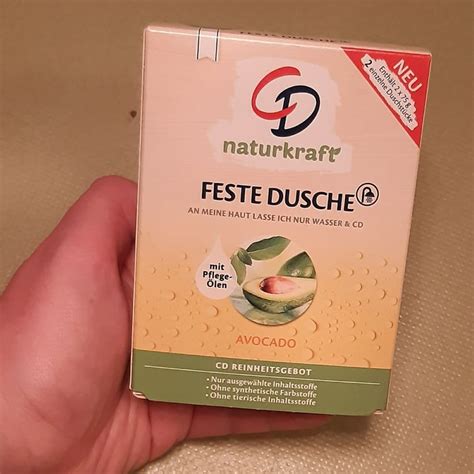 NEU
Enthält 2 x 75 g
2 einzelne Duschstücke
CD
naturkraft
FESTE DUSCHE
AN MEINE HAUT LASSE ICH NUR WASSER & CD
mit
Pflege-
Ölen
AVOCADO
CD REINHEITSGEBOT
• Nur ausgewählte Inhaltsstoffe
• Ohne synthetische Farbstoffe
• Ohne tierische Inhaltsstoffe